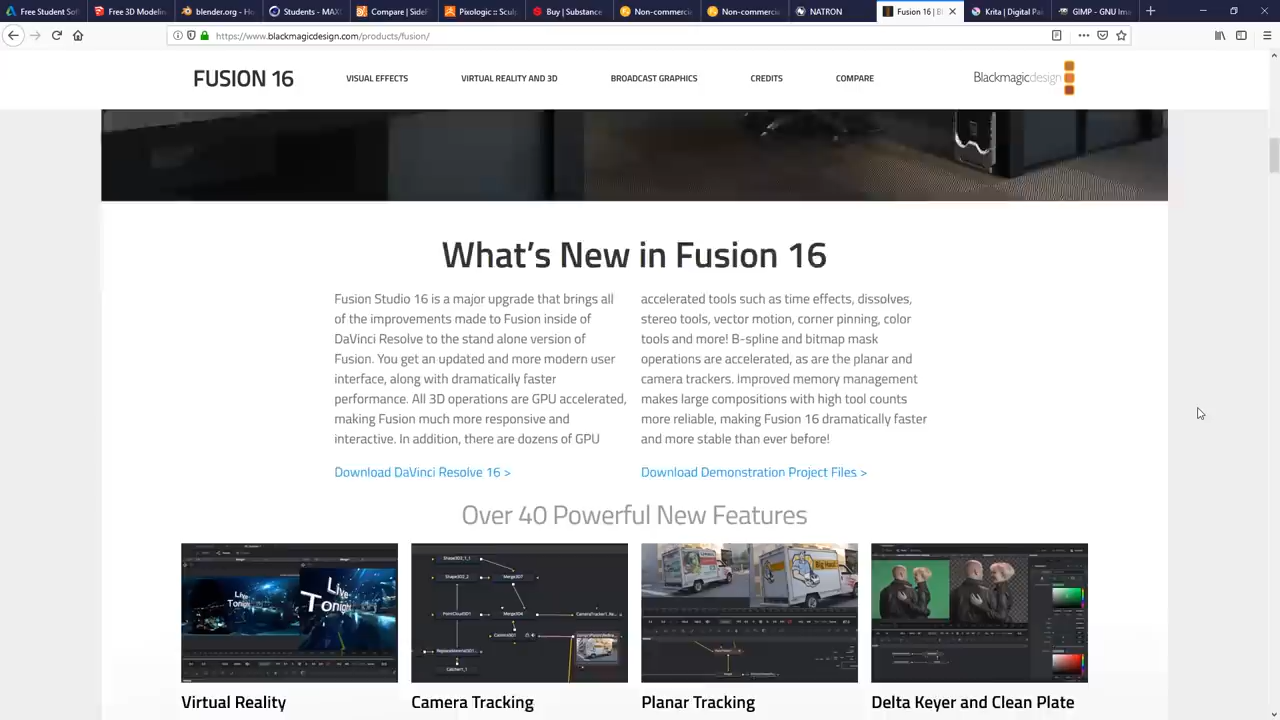 Free Student Soft
Free 3D Modelin
blender.org - Ho
Students - MAX
Compare | SideF
Pixologic :: Sculp
Buy | Substance
Non-commerci
Non-commercia
NATRON
Fusion 16 | Bl
Krita | Digital Pai
GIMP - GNU Ima
https://www.blackmagicdesign.com/products/fusion/
FUSION 16
VISUAL EFFECTS
VIRTUAL REALITY AND 3D
BROADCAST GRAPHICS
CREDITS
COMPARE
Blackmagicdesign
What's New in Fusion 16
Fusion Studio 16 is a major upgrade that brings all
of the improvements made to Fusion inside of
DaVinci Resolve to the stand alone version of
Fusion. You get an updated and more modern user
interface, along with dramatically faster
performance. All 3D operations are GPU accelerated,
making Fusion much more responsive and
interactive. In addition, there are dozens of GPU
accelerated tools such as time effects, dissolves,
stereo tools, vector motion, corner pinning, color
tools and more! B-spline and bitmap mask
operations are accelerated, as are the planar and
camera trackers. Improved memory management
makes large compositions with high tool counts
more reliable, making Fusion 16 dramatically faster
and more stable than ever before!
Download DaVinci Resolve 16 >
Download Demonstration Project Files >
Over 40 Powerful New Features
Virtual Reality
Camera Tracking
Planar Tracking
Delta Keyer and Clean Plate